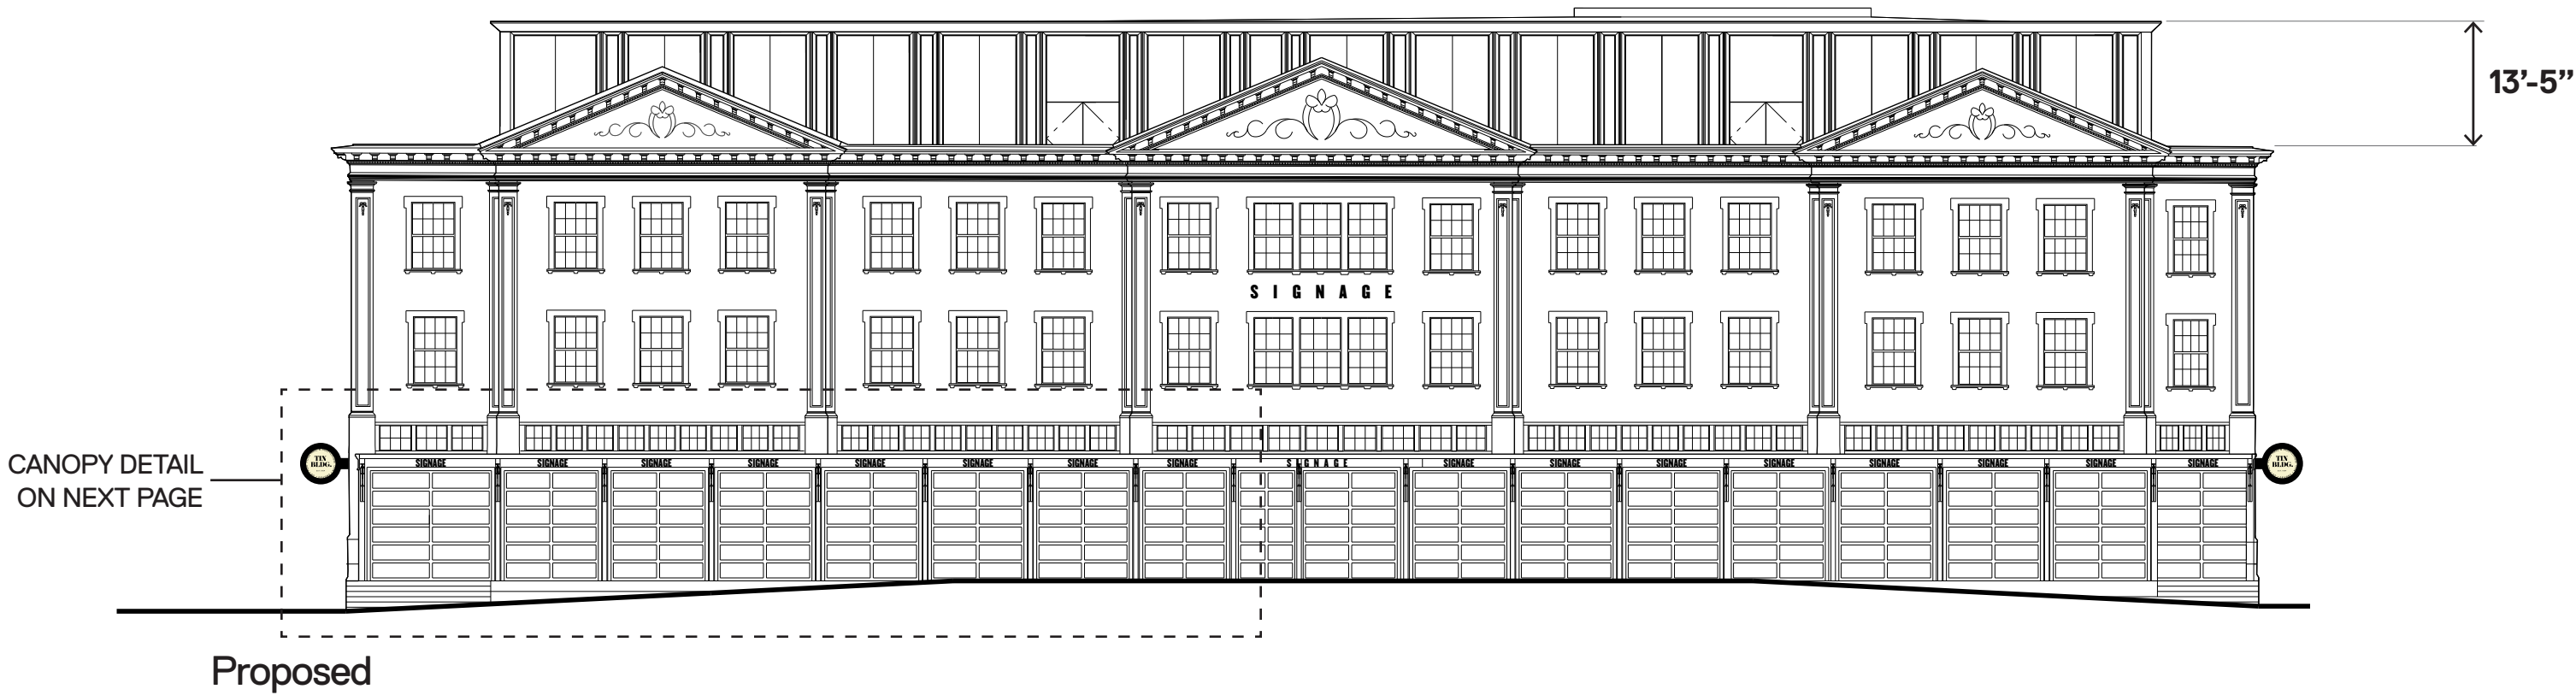 13’-5”
SIGNAGE
CANOPY DETAIL
ON NEXT PAGE
TIN
BLDG.
SIGNAGE SIGNAGE SIGNAGE SIGNAGE SIGNAGE SIGNAGE SIGNAGE SIGNAGE SIGNAGE SIGNAGE SIGNAGE SIGNAGE SIGNAGE SIGNAGE SIGNAGE SIGNAGE SIGNAGE
TIN
BLDG.
Proposed